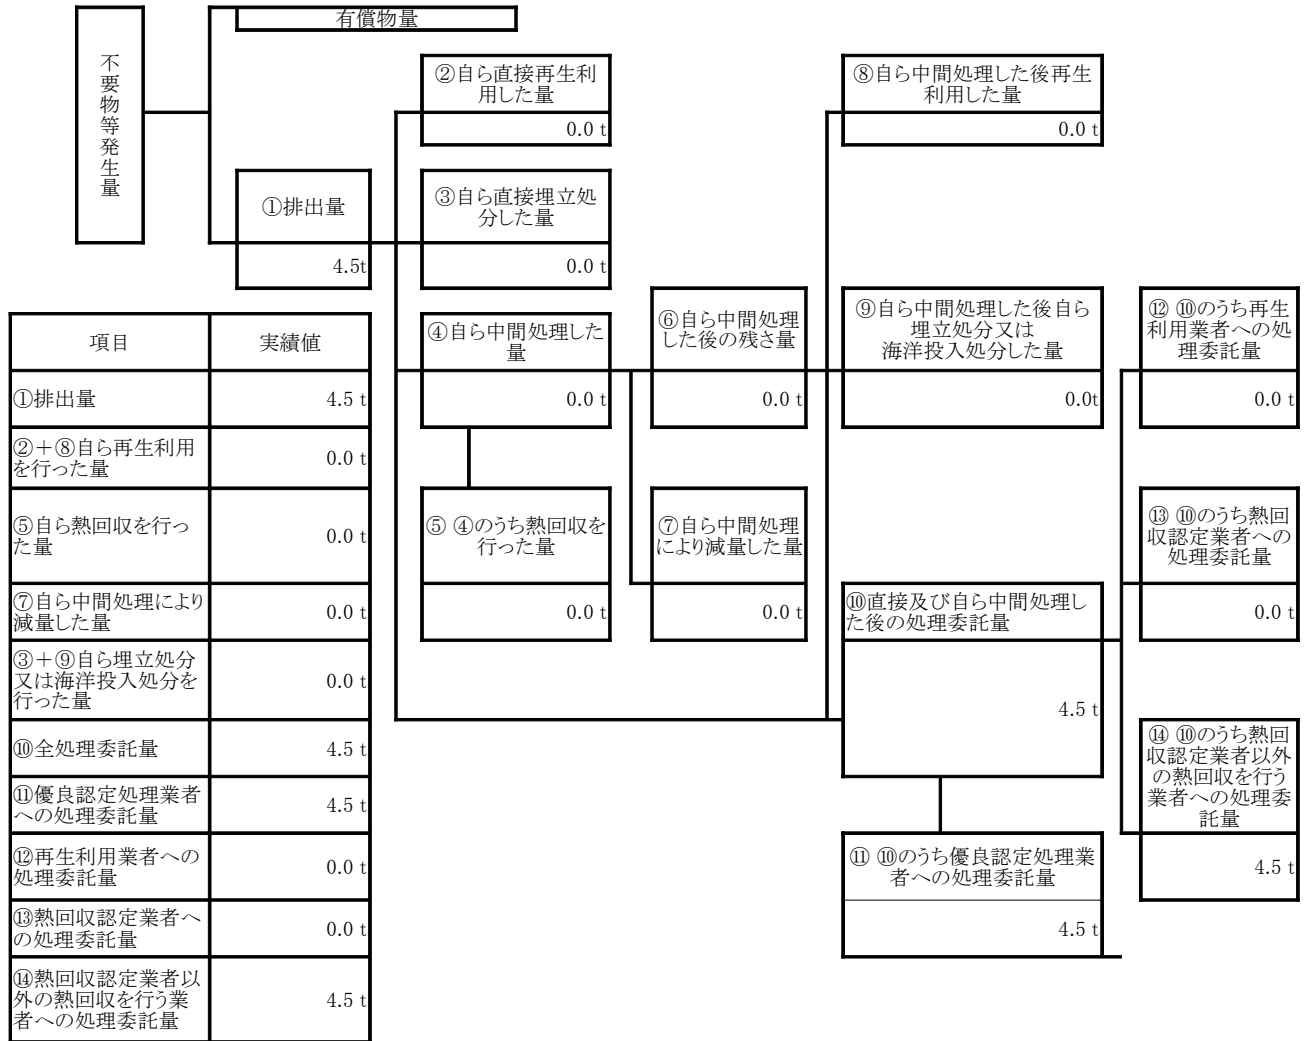 不要物等発生量
有償物量
②自ら直接再生利
用した量
0.0 t
⑧自ら中間処理した後再生
利用した量
0.0 t
①排出量
4.5t
③自ら直接埋立処
分した量
0.0 t
④自ら中間処理した
量
0.0 t
⑥自ら中間処理
した後の残さ量
0.0 t
⑨自ら中間処理した後自ら
埋立処分又は
海洋投入処分した量
0.0t
⑫ ⑩のうち再生
利用業者への処
理委託量
0.0 t
⑤ ④のうち熱回収を
行った量
0.0 t
⑦自ら中間処理
により減量した量
0.0 t
⑩直接及び自ら中間処理し
た後の処理委託量
4.5 t
⑬ ⑩のうち熱回
収認定業者への
処理委託量
0.0 t
⑭ ⑩のうち熱回
収認定業者以外
の熱回収を行う
業者への処理委
託量
4.5 t
⑪ ⑩のうち優良認定処理業
者への処理委託量
4.5 t
項目 実績値
①排出量 4.5 t
②＋⑧自ら再生利用
を行った量
0.0 t
⑤自ら熱回収を行っ
た量
0.0 t
⑦自ら中間処理により
減量した量
0.0 t
③＋⑨自ら埋立処分
又は海洋投入処分を
行った量
0.0 t
⑩全処理委託量 4.5 t
⑪優良認定処理業者
への処理委託量
4.5 t
⑫再生利用業者への
処理委託量
0.0 t
⑬熱回収認定業者へ
の処理委託量
0.0 t
⑭熱回収認定業者以
外の熱回収を行う業
者への処理委託量
4.5 t